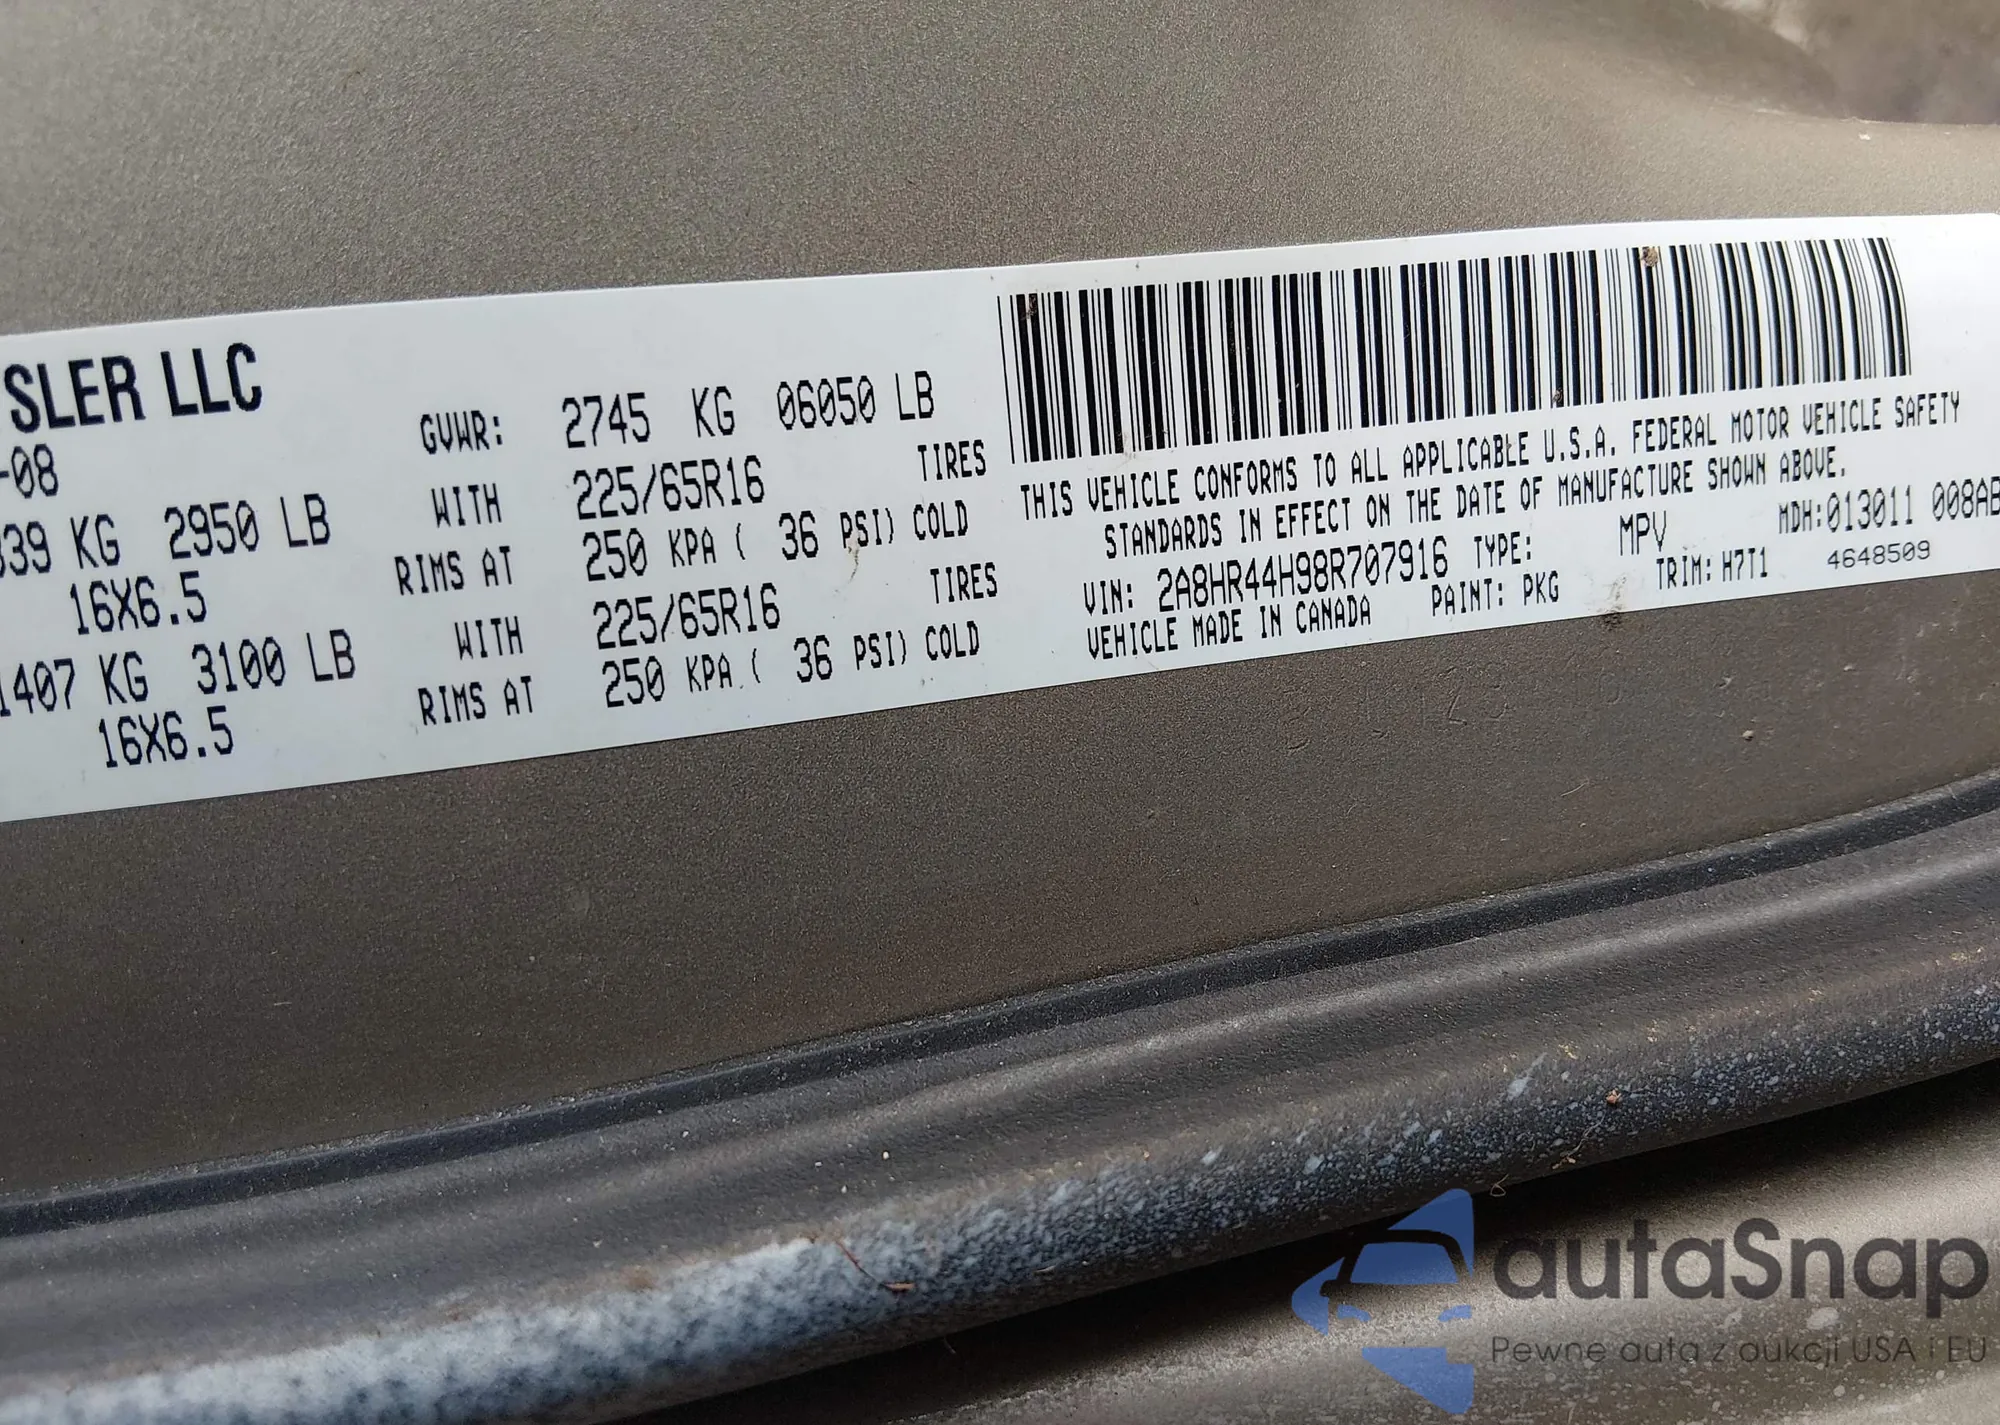 SLER LLC
-08
GVWR: 2745 KG 06050 LB
039 KG 2950 LB WITH 225/65R16 TIRES
16X6.5 RIMS AT 250 KPA ( 36 PSI) COLD
1407 KG 3100 LB WITH 225/65R16 TIRES
16X6.5 RIMS AT 250 KPA ( 36 PSI) COLD
THIS VEHICLE CONFORMS TO ALL APPLICABLE U.S.A. FEDERAL MOTOR VEHICLE SAFETY
STANDARDS IN EFFECT ON THE DATE OF MANUFACTURE SHOWN ABOVE.
VIN: 2A8HR44H98R707916 TYPE: MPV MDH:013011 008AB
VEHICLE MADE IN CANADA PAINT: PKG TRIM: H7T1 4648509
autaSnap
Pewne auta z aukcji USA i EU